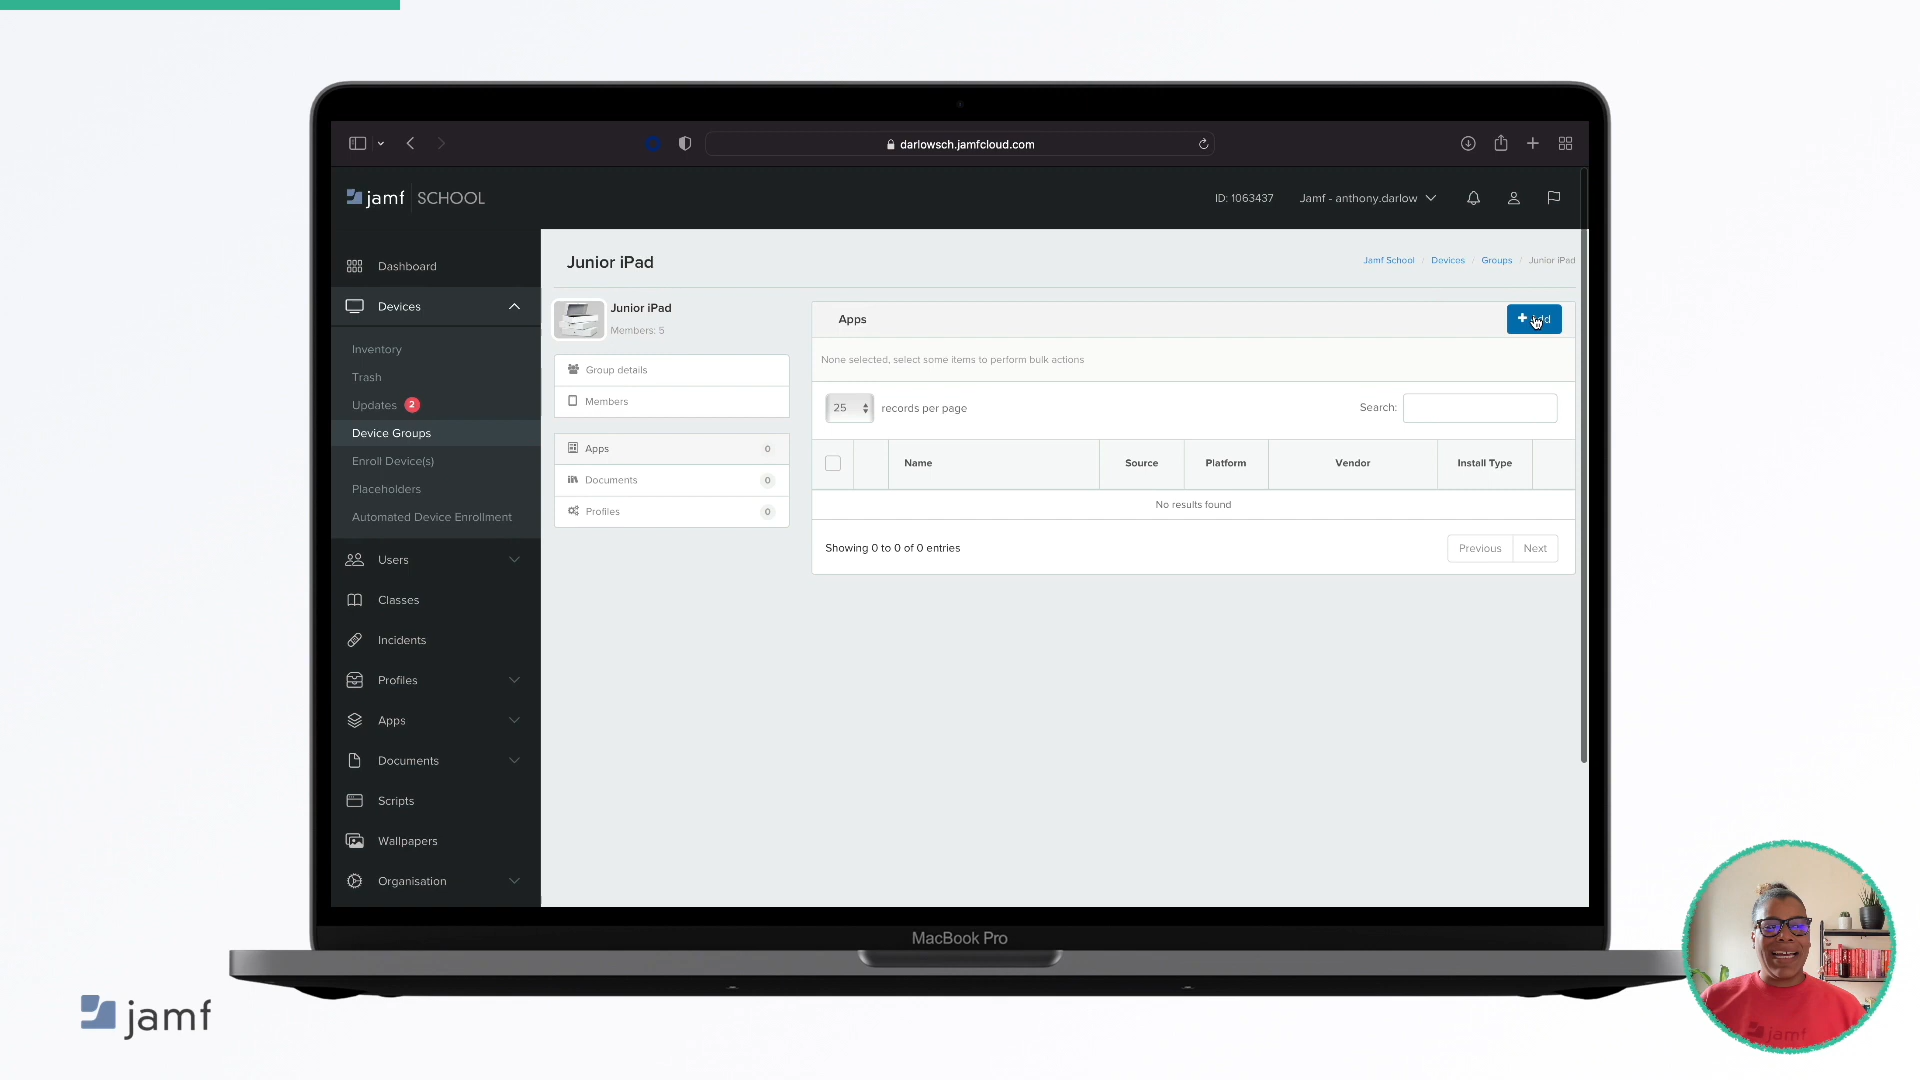 darlowsch.jamfcloud.com
jamf SCHOOL
ID: 1063437
Jamf - anthony.darlow
Dashboard
Devices
Inventory
Trash
Updates 2
Device Groups
Enroll Device(s)
Placeholders
Automated Device Enrollment
Users
Classes
Incidents
Profiles
Apps
Documents
Scripts
Wallpapers
Organisation
Junior iPad
Jamf School / Devices / Groups / Junior iPad
Junior iPad
Members: 5
Group details
Members
Apps 0
Documents 0
Profiles 0
Apps
None selected, select some items to perform bulk actions
25 records per page
Search:
Name Source Platform Vendor Install Type
No results found
Showing 0 to 0 of 0 entries
Previous Next
MacBook Pro
jamf
jamf